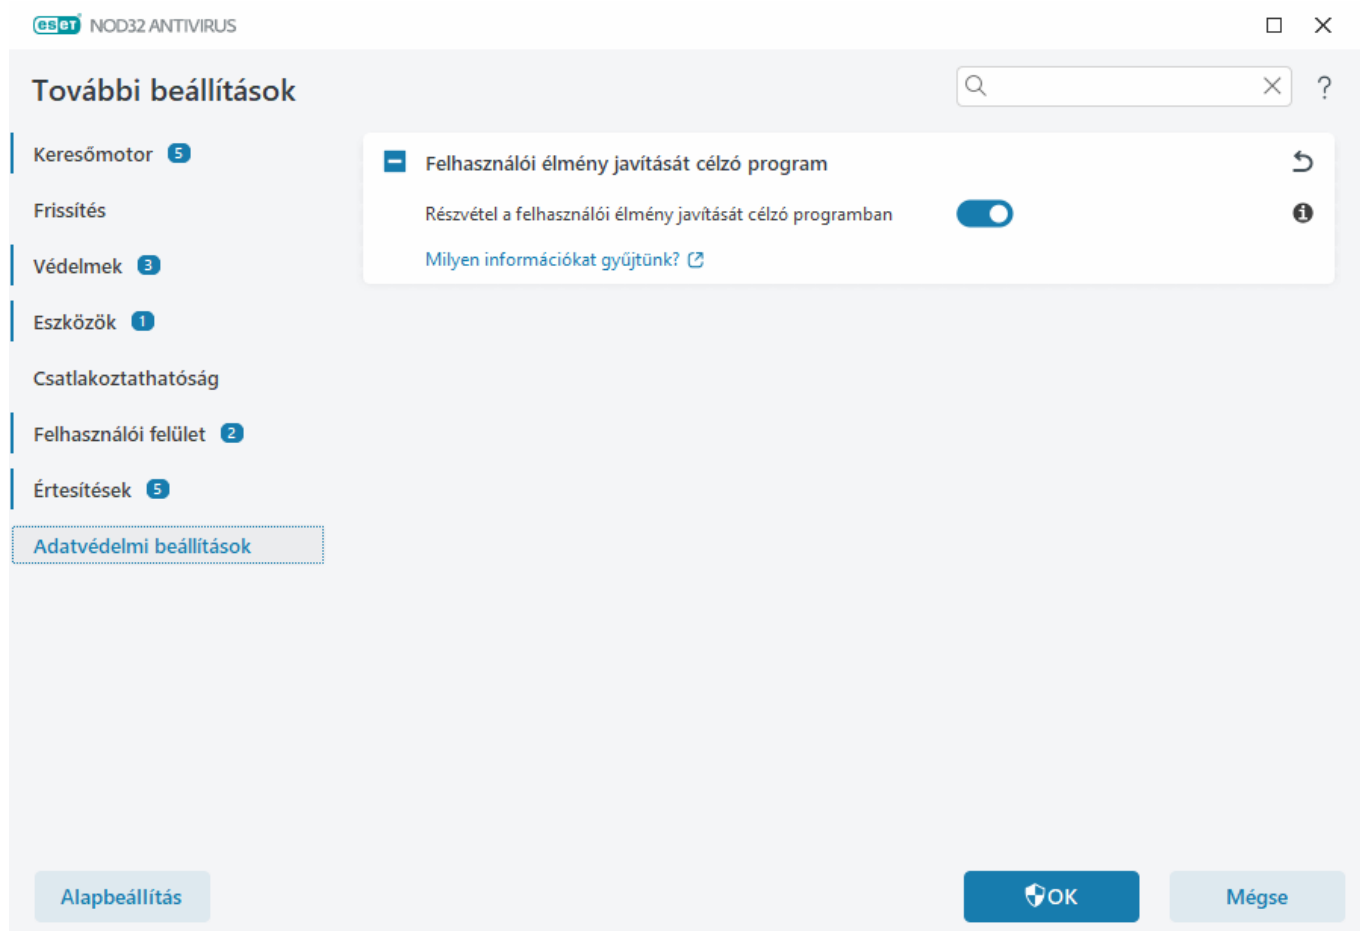 eset NOD32 ANTIVIRUS
További beállítások
?
Keresőmotor 5
Frissítés
Védelmek 3
Eszközök 1
Csatlakoztathatóság
Felhasználói felület 2
Értesítések 5
Adatvédelmi beállítások
Felhasználói élmény javítását célzó program
Részvétel a felhasználói élmény javítását célzó programban
Milyen információkat gyűjtünk?
Alapbeállítás
OK
Mégse